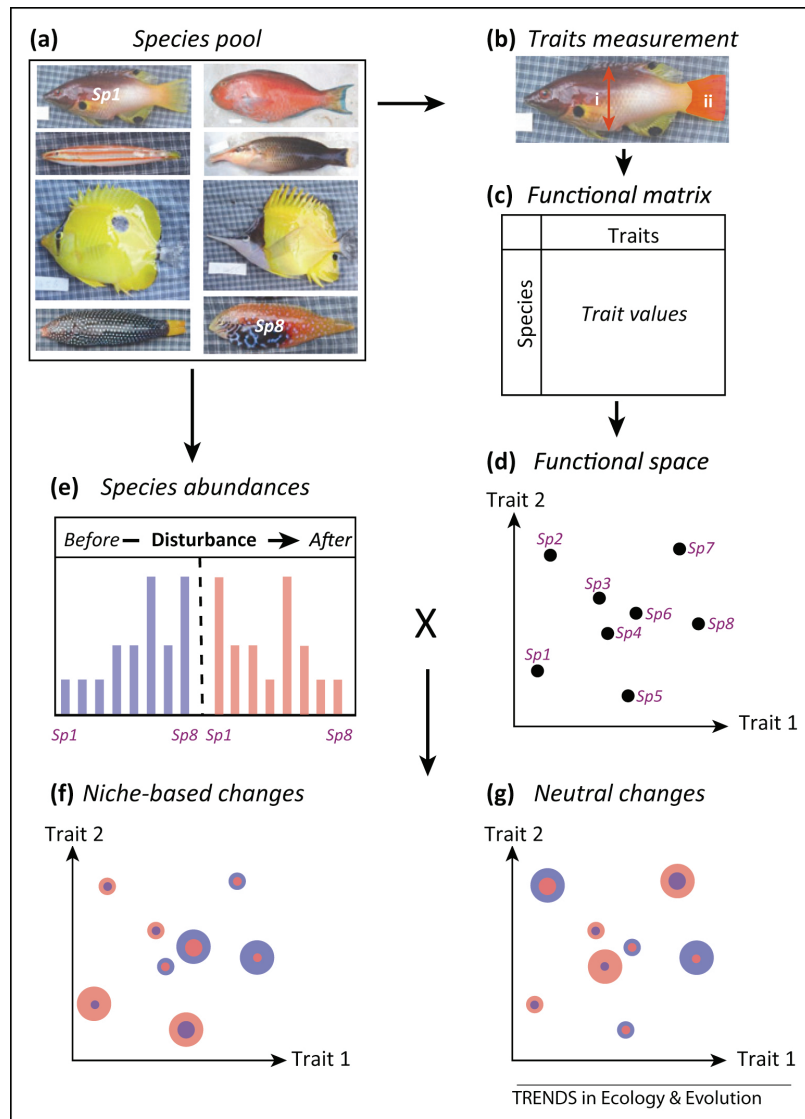 (a) Species pool
Sp1
Sp8
(b) Traits measurement
i
ii
(c) Functional matrix
Traits
Species
Trait values
(d) Functional space
Trait 2
Sp2
Sp7
Sp3
Sp6
Sp8
Sp4
Sp1
Sp5
Trait 1
(e) Species abundances
Before — Disturbance → After
Sp1 Sp8 Sp1 Sp8
X
(f) Niche-based changes
Trait 2
Trait 1
(g) Neutral changes
Trait 2
Trait 1
TRENDS in Ecology & Evolution